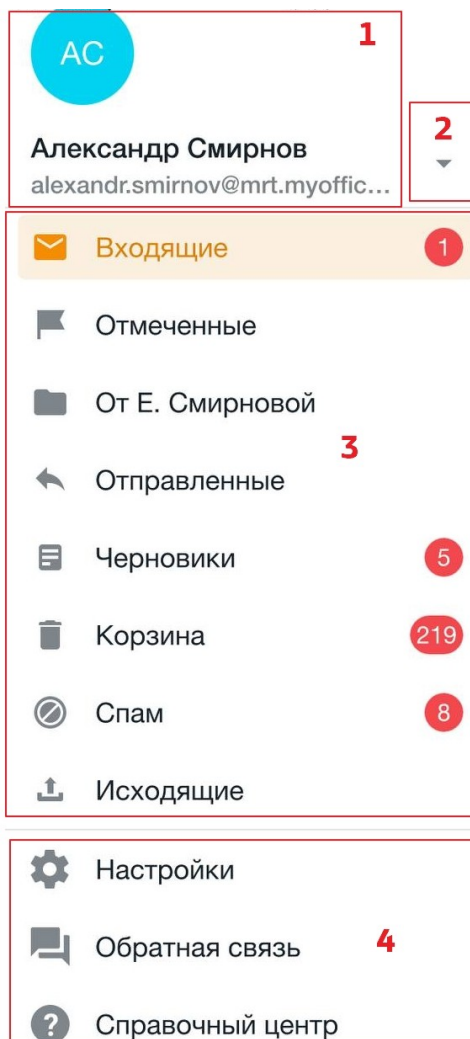 АС
1
2
Александр Смирнов
alexandr.smirnov@mrt.myoffic...
Входящие 1
Отмеченные
От Е. Смирновой
3
Отправленные
Черновики 5
Корзина 219
Спам 8
Исходящие
Настройки
Обратная связь 4
? Справочный центр